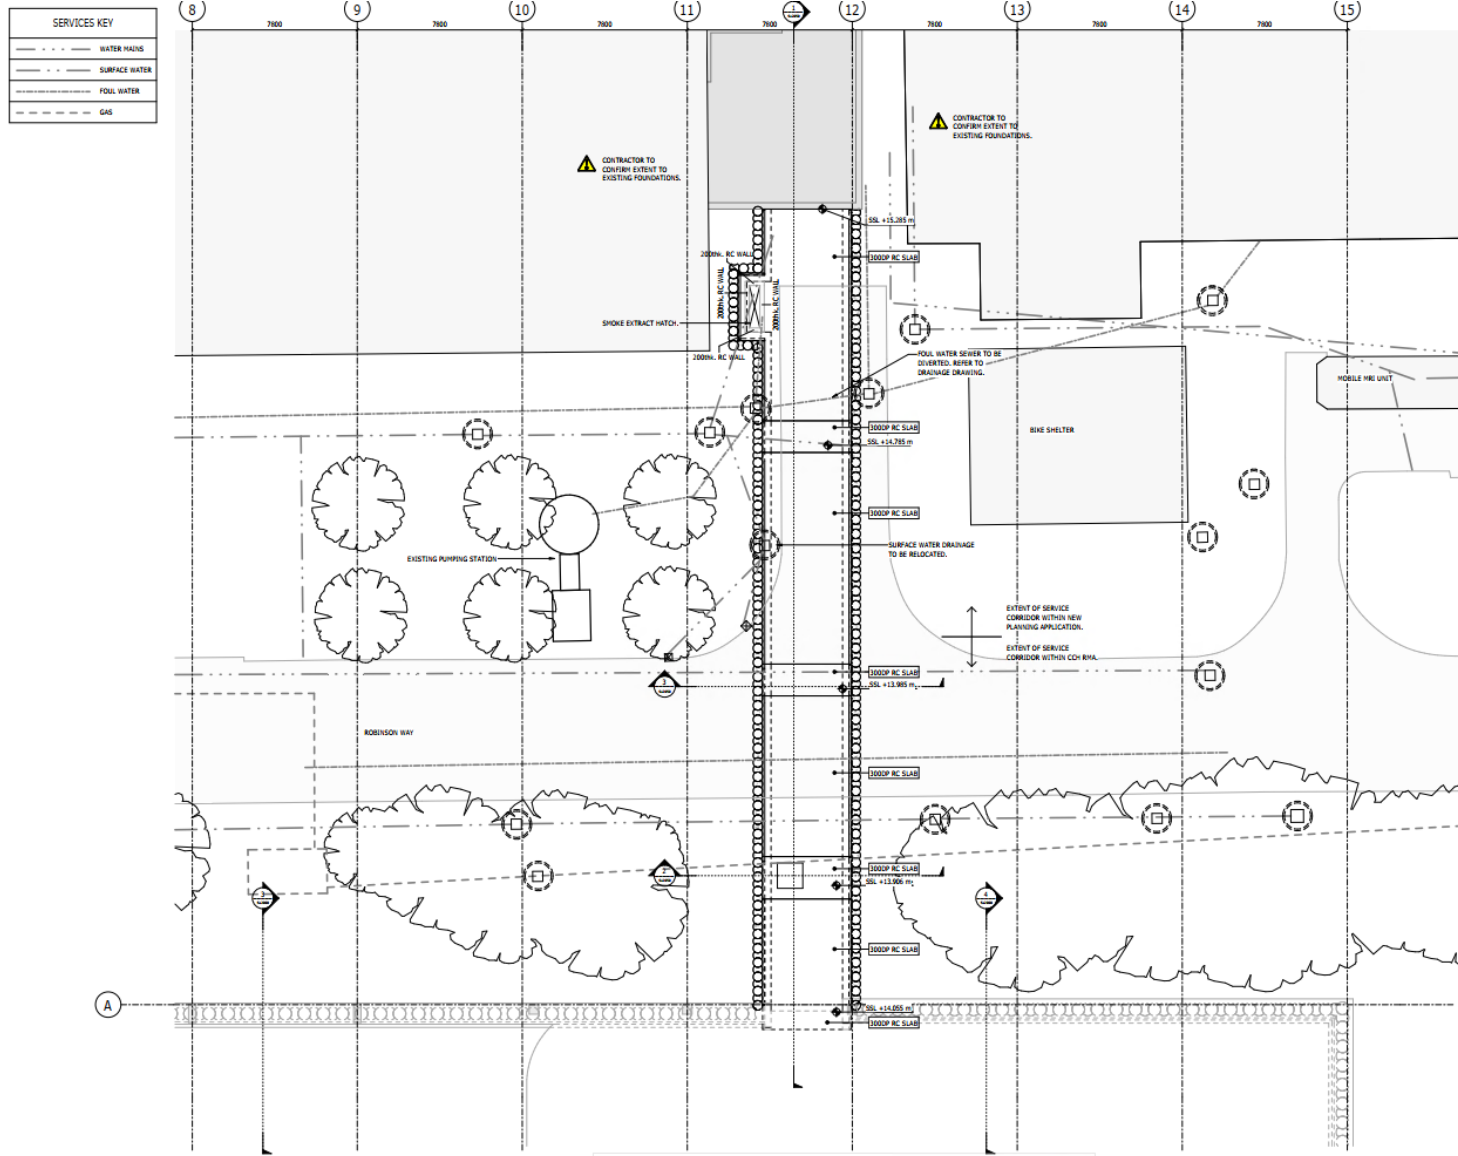 8
9
10
11
12
13
14
15
7800
7800
7800
7800
7800
7800
7800
1
SERVICES KEY
WATER MAINS
SURFACE WATER
FOUL WATER
GAS
CONTRACTOR TO
CONFIRM EXTENT TO
EXISTING FOUNDATIONS.
CONTRACTOR TO
CONFIRM EXTENT TO
EXISTING FOUNDATIONS.
SSL +15.285 m
200thk. RC WALL
300DP RC SLAB
200thk. RC WALL
200thk. RC WALL
SMOKE EXTRACT HATCH.
200thk. RC WALL
FOUL WATER SEWER TO BE
DIVERTED. REFER TO
DRAINAGE DRAWING.
MOBILE MRI UNIT
300DP RC SLAB
BIKE SHELTER
SSL +14.785 m
300DP RC SLAB
EXISTING PUMPING STATION
SURFACE WATER DRAINAGE
TO BE RELOCATED.
EXTENT OF SERVICE
CORRIDOR WITHIN NEW
PLANNING APPLICATION.
EXTENT OF SERVICE
CORRIDOR WITHIN CCH RMA.
300DP RC SLAB
3
SSL +13.985 m
ROBINSON WAY
300DP RC SLAB
300DP RC SLAB
2
SSL +13.906 m
3
4
300DP RC SLAB
A
SSL +14.055 m
300DP RC SLAB